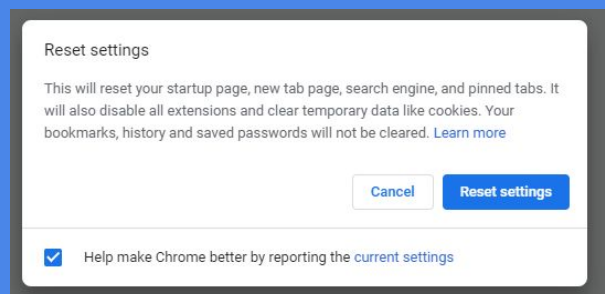 Reset settings
This will reset your startup page, new tab page, search engine, and pinned tabs. It
will also disable all extensions and clear temporary data like cookies. Your
bookmarks, history and saved passwords will not be cleared. Learn more
Cancel
Reset settings
Help make Chrome better by reporting the current settings